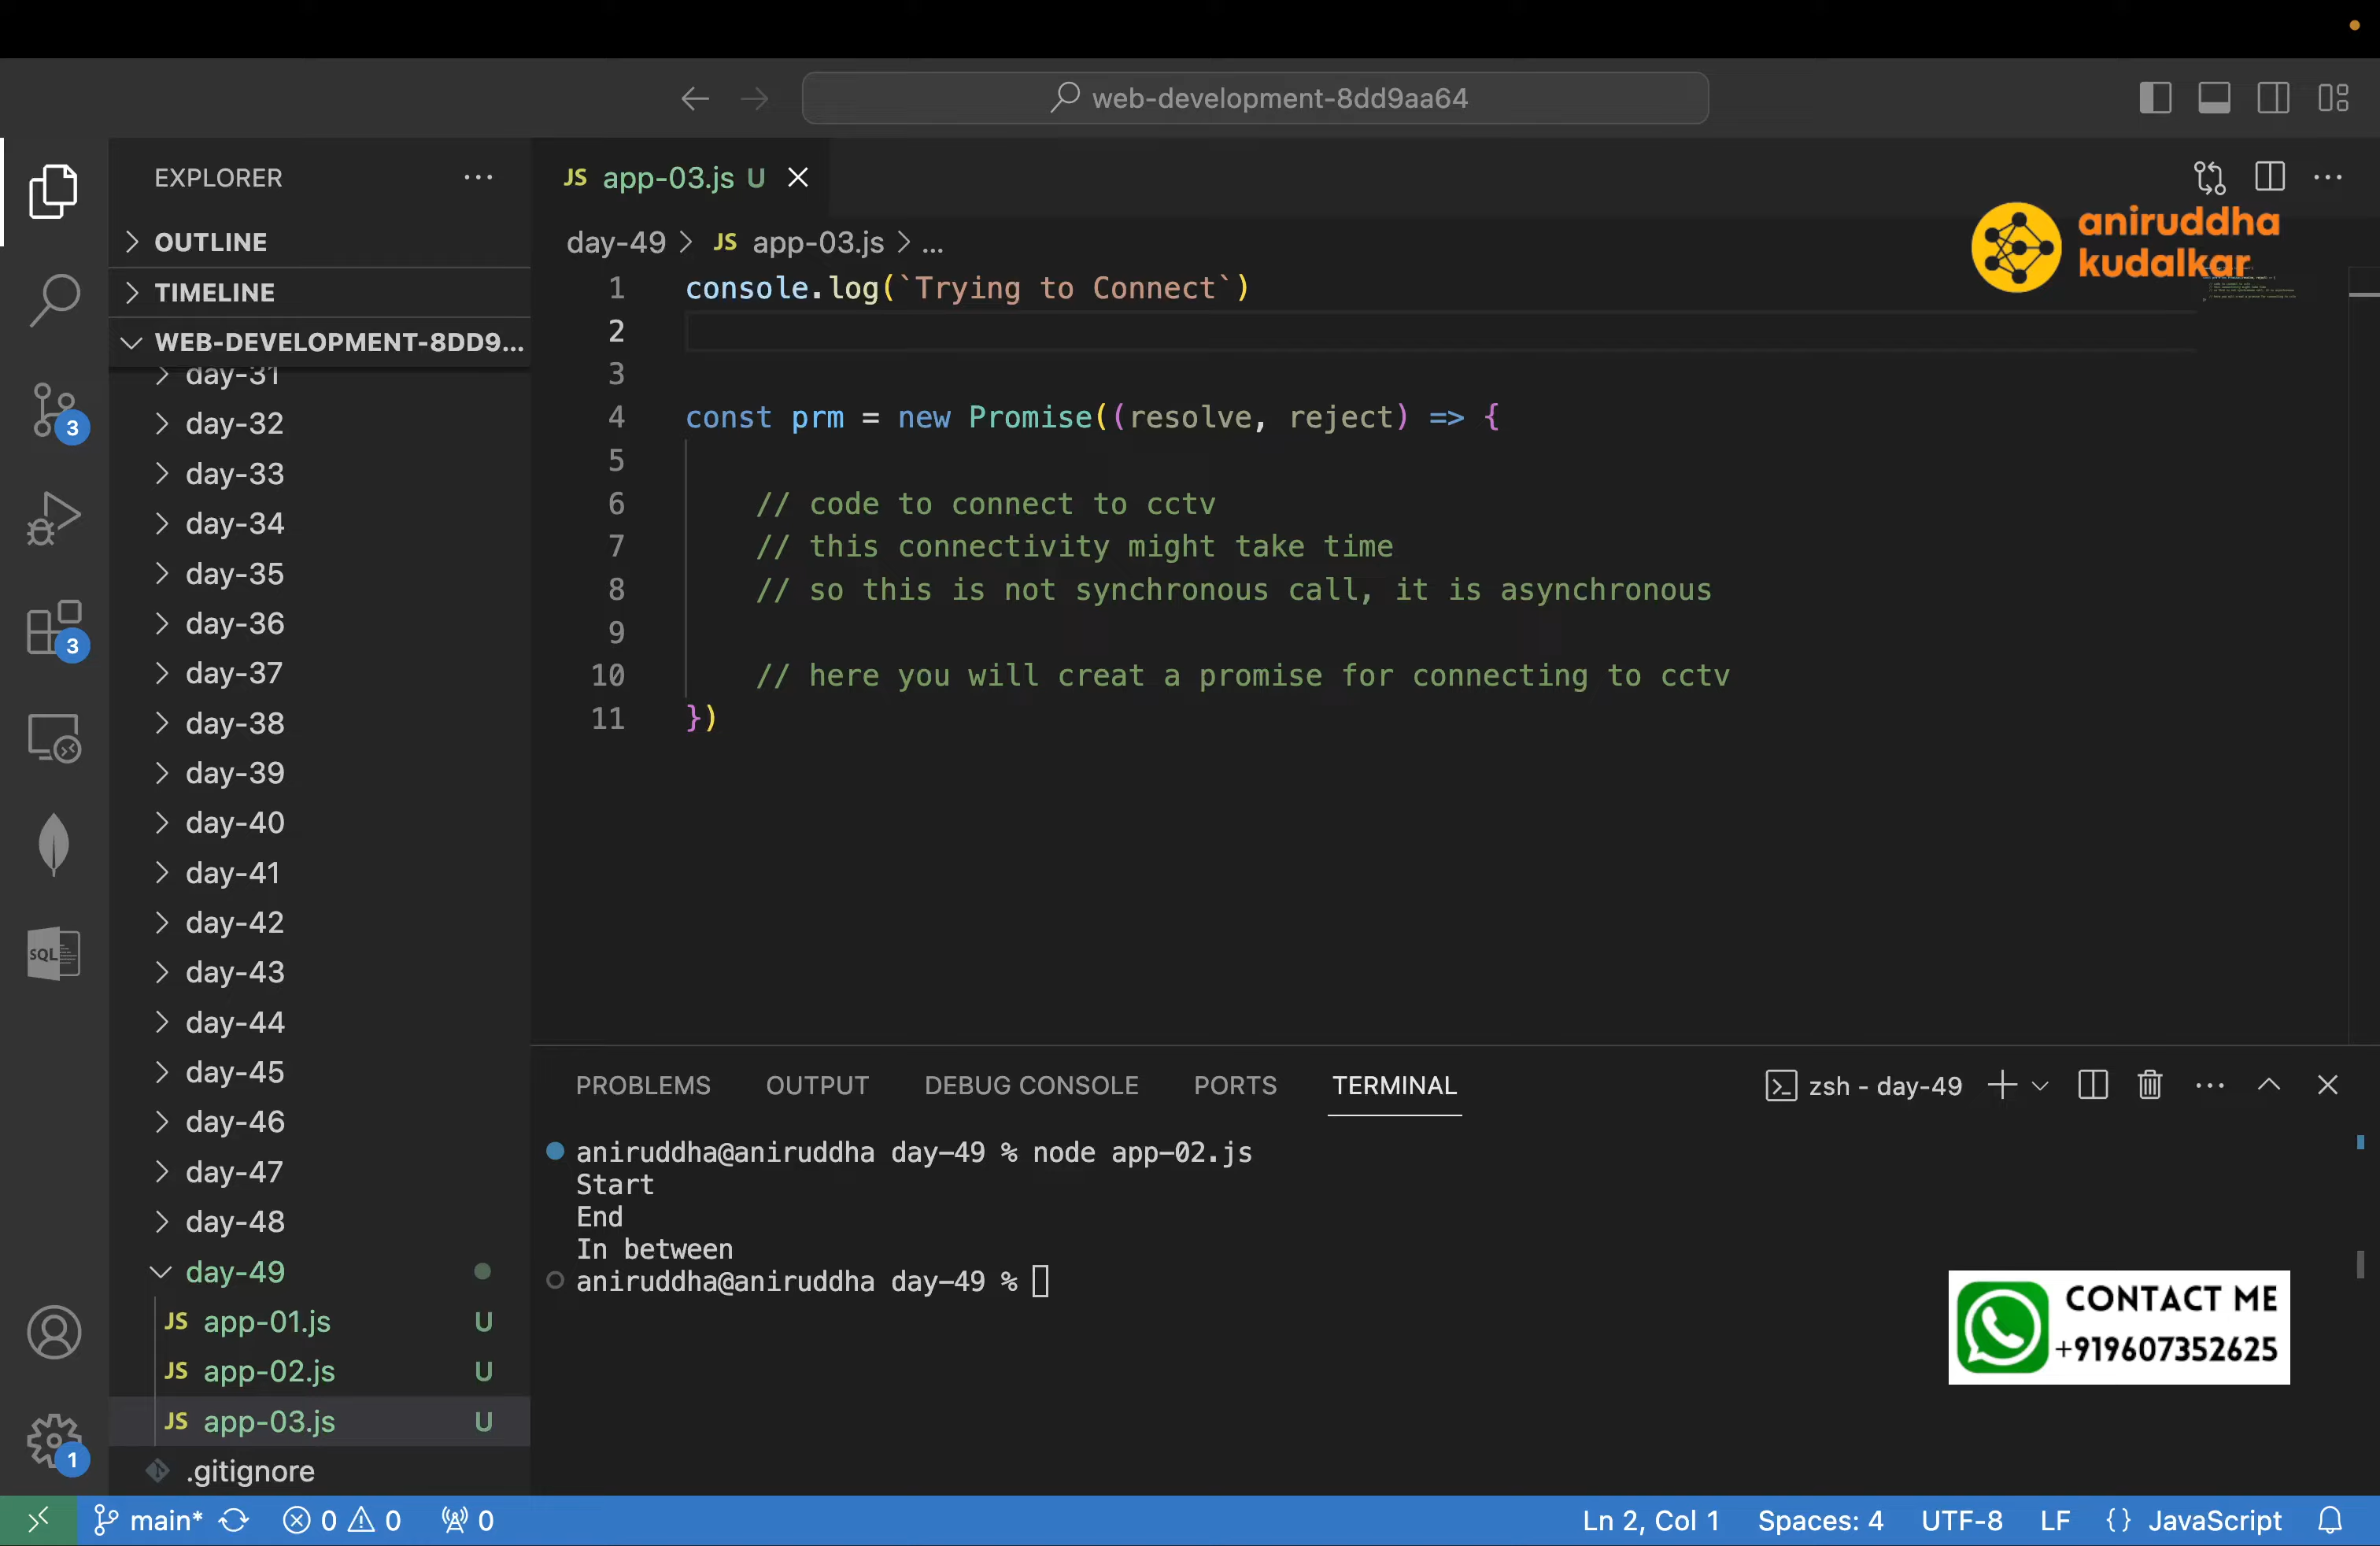 web-development-8dd9aa64
EXPLORER
OUTLINE
TIMELINE
WEB-DEVELOPMENT-8DD9...
day-31
day-32
day-33
day-34
day-35
day-36
day-37
day-38
day-39
day-40
day-41
day-42
day-43
day-44
day-45
day-46
day-47
day-48
day-49
JS app-01.js U
JS app-02.js U
JS app-03.js U
.gitignore
3
3
SQL
1
JS app-03.js U
day-49 > JS app-03.js > ...
aniruddha
kudalkar
1 console.log(`Trying to Connect`)
2
3
4 const prm = new Promise((resolve, reject) => {
5
6 // code to connect to cctv
7 // this connectivity might take time
8 // so this is not synchronous call, it is asynchronous
9
10 // here you will creat a promise for connecting to cctv
11 })
PROBLEMS OUTPUT DEBUG CONSOLE PORTS TERMINAL
zsh - day-49
aniruddha@aniruddha day-49 % node app-02.js
Start
End
In between
aniruddha@aniruddha day-49 %
CONTACT ME
+919607352625
main* 0 0 0
Ln 2, Col 1 Spaces: 4 UTF-8 LF {} JavaScript